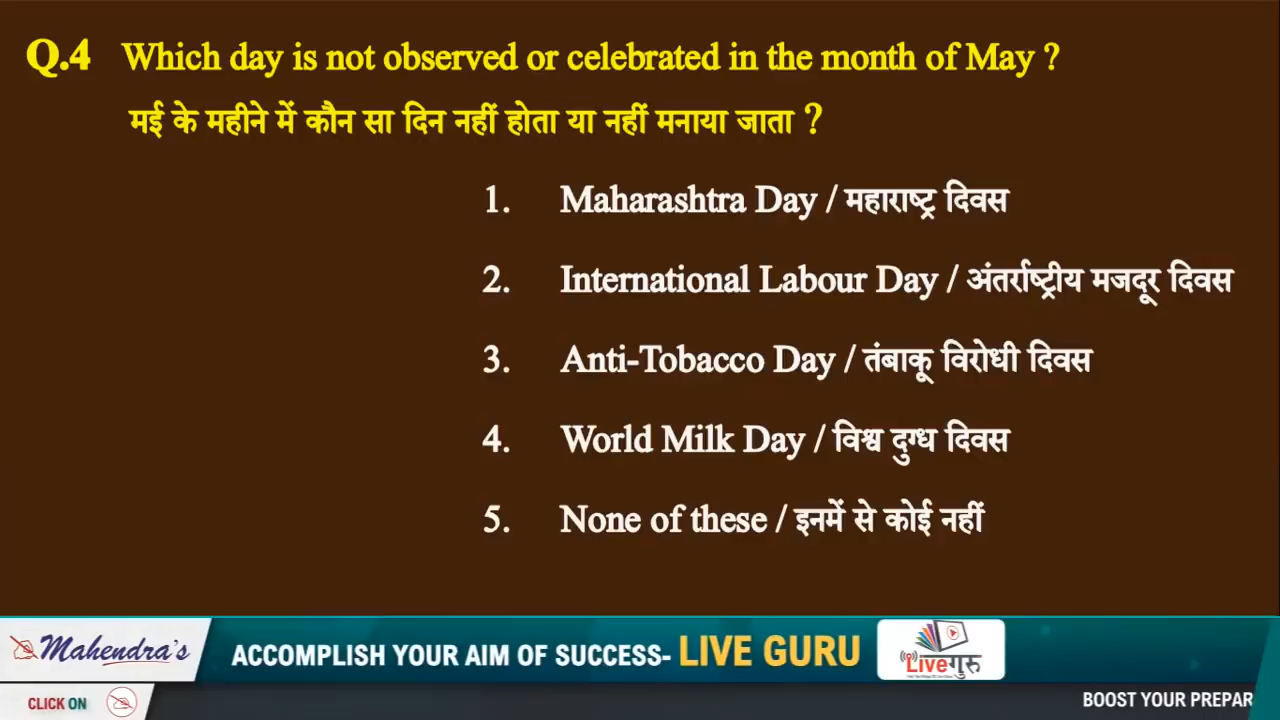 Q.4 Which day is not observed or celebrated in the month of May ?
मई के महीने में कौन सा दिन नहीं होता या नहीं मनाया जाता ?
1. Maharashtra Day / महाराष्ट्र दिवस
2. International Labour Day / अंतर्राष्ट्रीय मजदूर दिवस
3. Anti-Tobacco Day / तंबाकू विरोधी दिवस
4. World Milk Day / विश्व दुग्ध दिवस
5. None of these / इनमें से कोई नहीं
Mahendra's
ACCOMPLISH YOUR AIM OF SUCCESS- LIVE GURU
Liveगुरु
CLICK ON
BOOST YOUR PREPAR